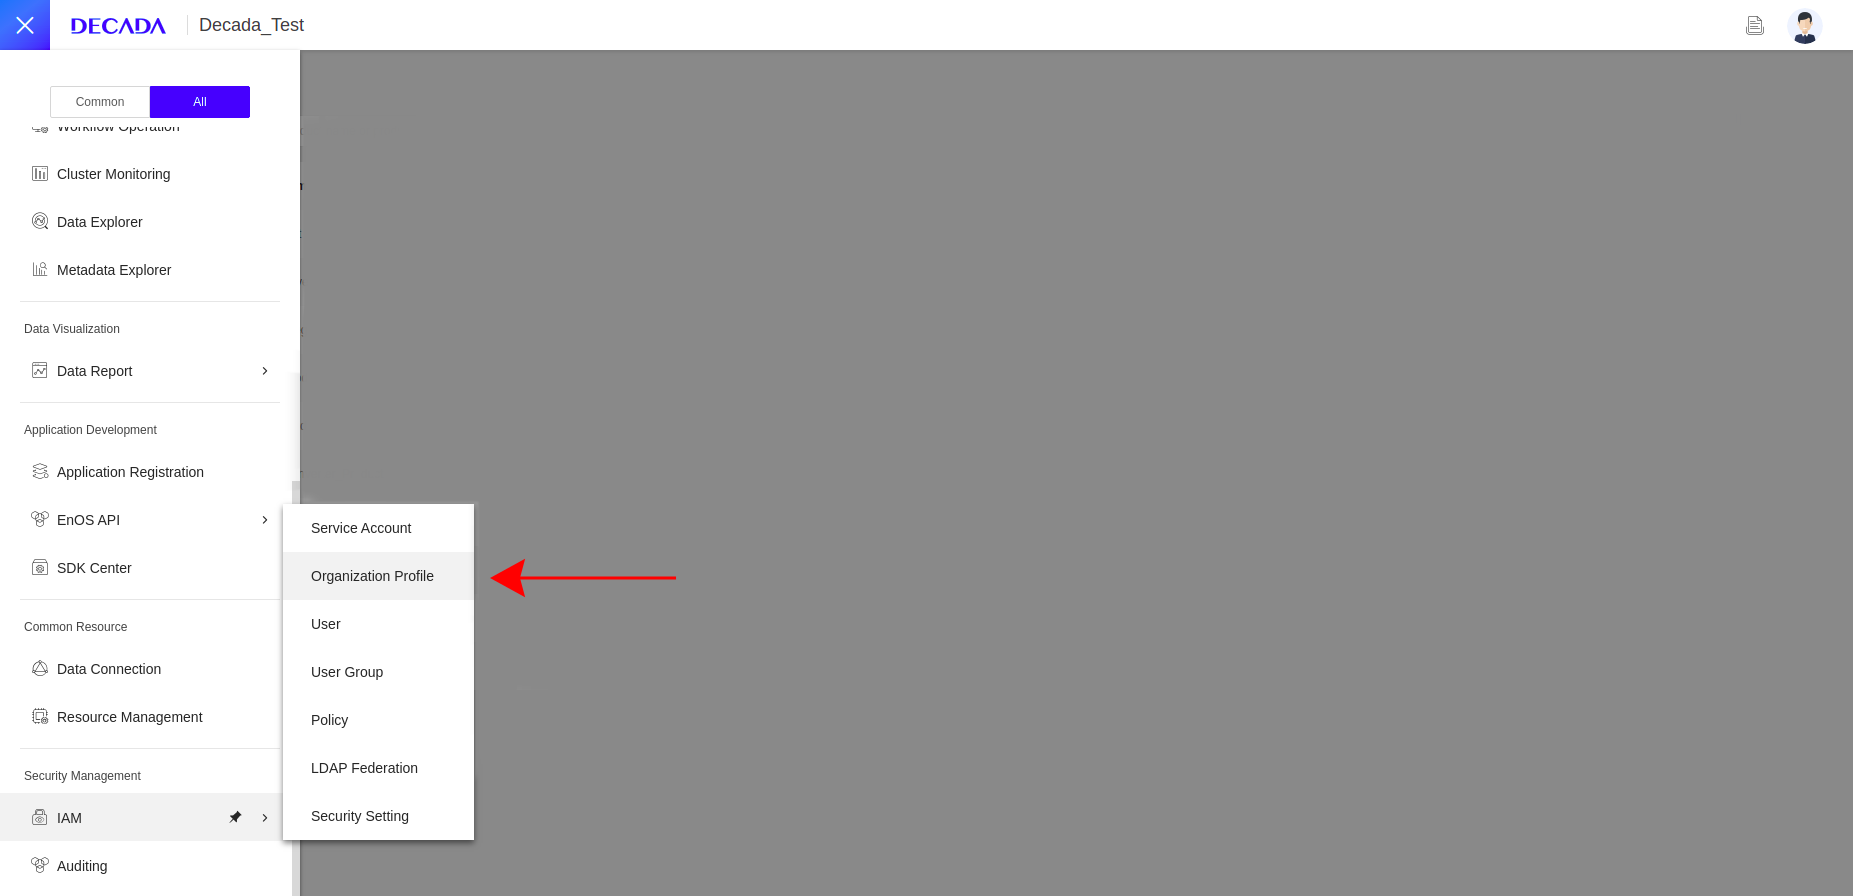 DECADA
Decada_Test
Common
All
Workflow Operation
Cluster Monitoring
Data Explorer
Metadata Explorer
Data Visualization
Data Report
Application Development
Application Registration
EnOS API
SDK Center
Common Resource
Data Connection
Resource Management
Security Management
IAM
Auditing
Service Account
Organization Profile
User
User Group
Policy
LDAP Federation
Security Setting